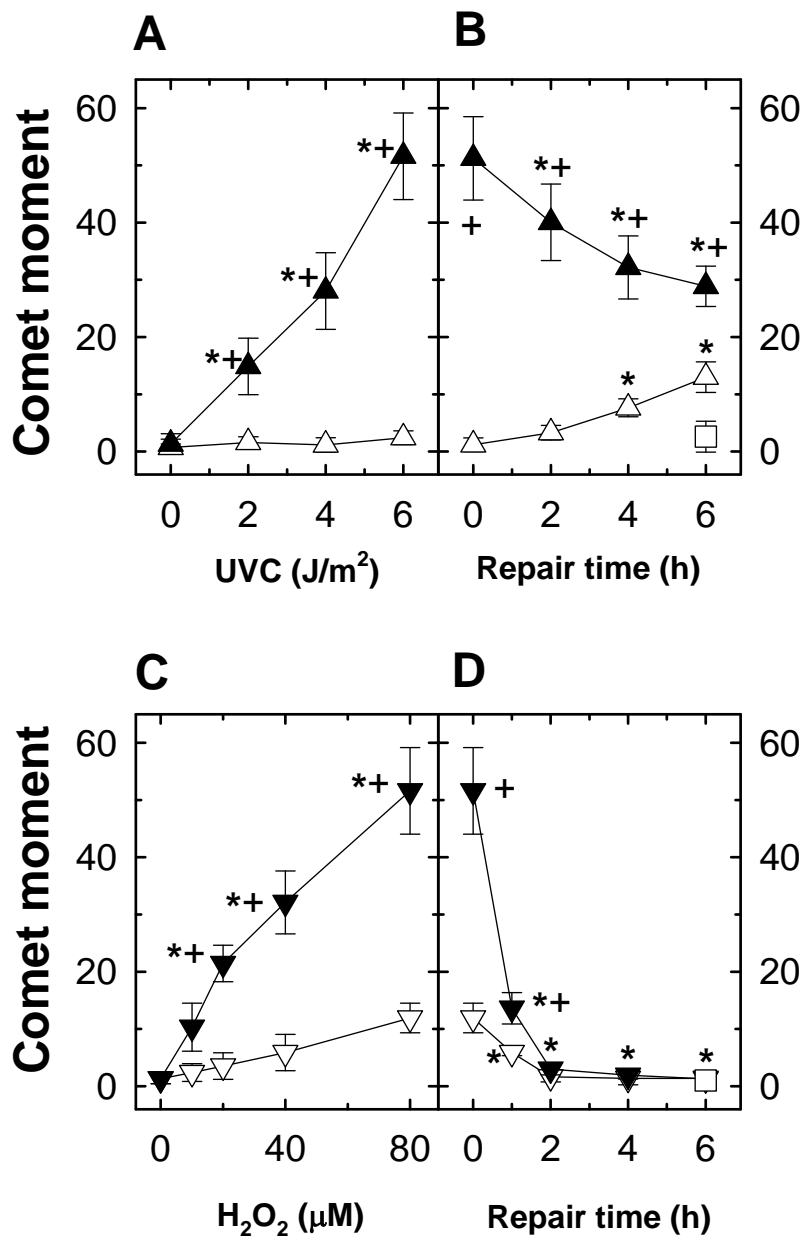 A B
60 60
*+ *+
*+ *+
*+ + *+
40 40
20 20
*+ * *
0 0
0 2 4 6 0 2 4 6
UVC (J/m²) Repair time (h)
Comet moment
C D
60 60
*+ +
40 40
*+
20 20
*+ *+
* * * *
0 0
0 40 80 0 2 4 6
H₂O₂ (μM) Repair time (h)
Comet moment